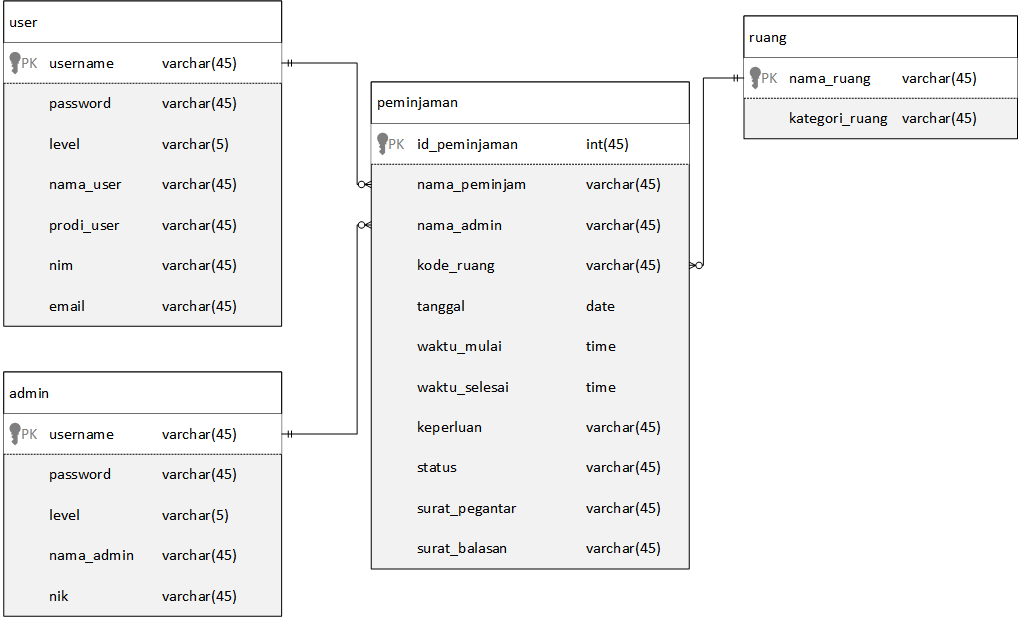 user
PK username varchar(45)
password varchar(45)
level varchar(5)
nama_user varchar(45)
prodi_user varchar(45)
nim varchar(45)
email varchar(45)
admin
PK username varchar(45)
password varchar(45)
level varchar(5)
nama_admin varchar(45)
nik varchar(45)
peminjaman
PK id_peminjaman int(45)
nama_peminjam varchar(45)
nama_admin varchar(45)
kode_ruang varchar(45)
tanggal date
waktu_mulai time
waktu_selesai time
keperluan varchar(45)
status varchar(45)
surat_pegantar varchar(45)
surat_balasan varchar(45)
ruang
PK nama_ruang varchar(45)
kategori_ruang varchar(45)